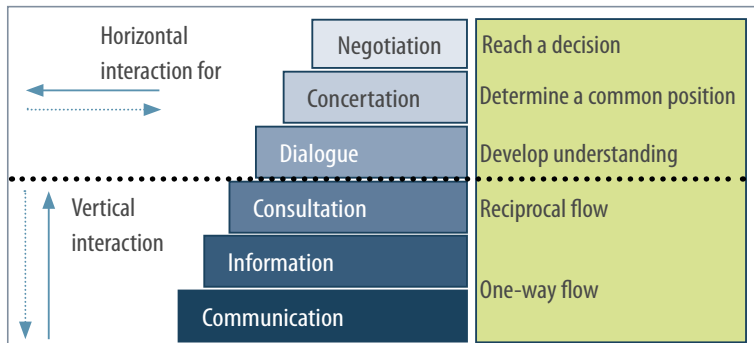 Horizontal
interaction for
Negotiation
Reach a decision
Concertation
Determine a common position
Dialogue
Develop understanding
Vertical
interaction
Consultation
Reciprocal flow
Information
One-way flow
Communication